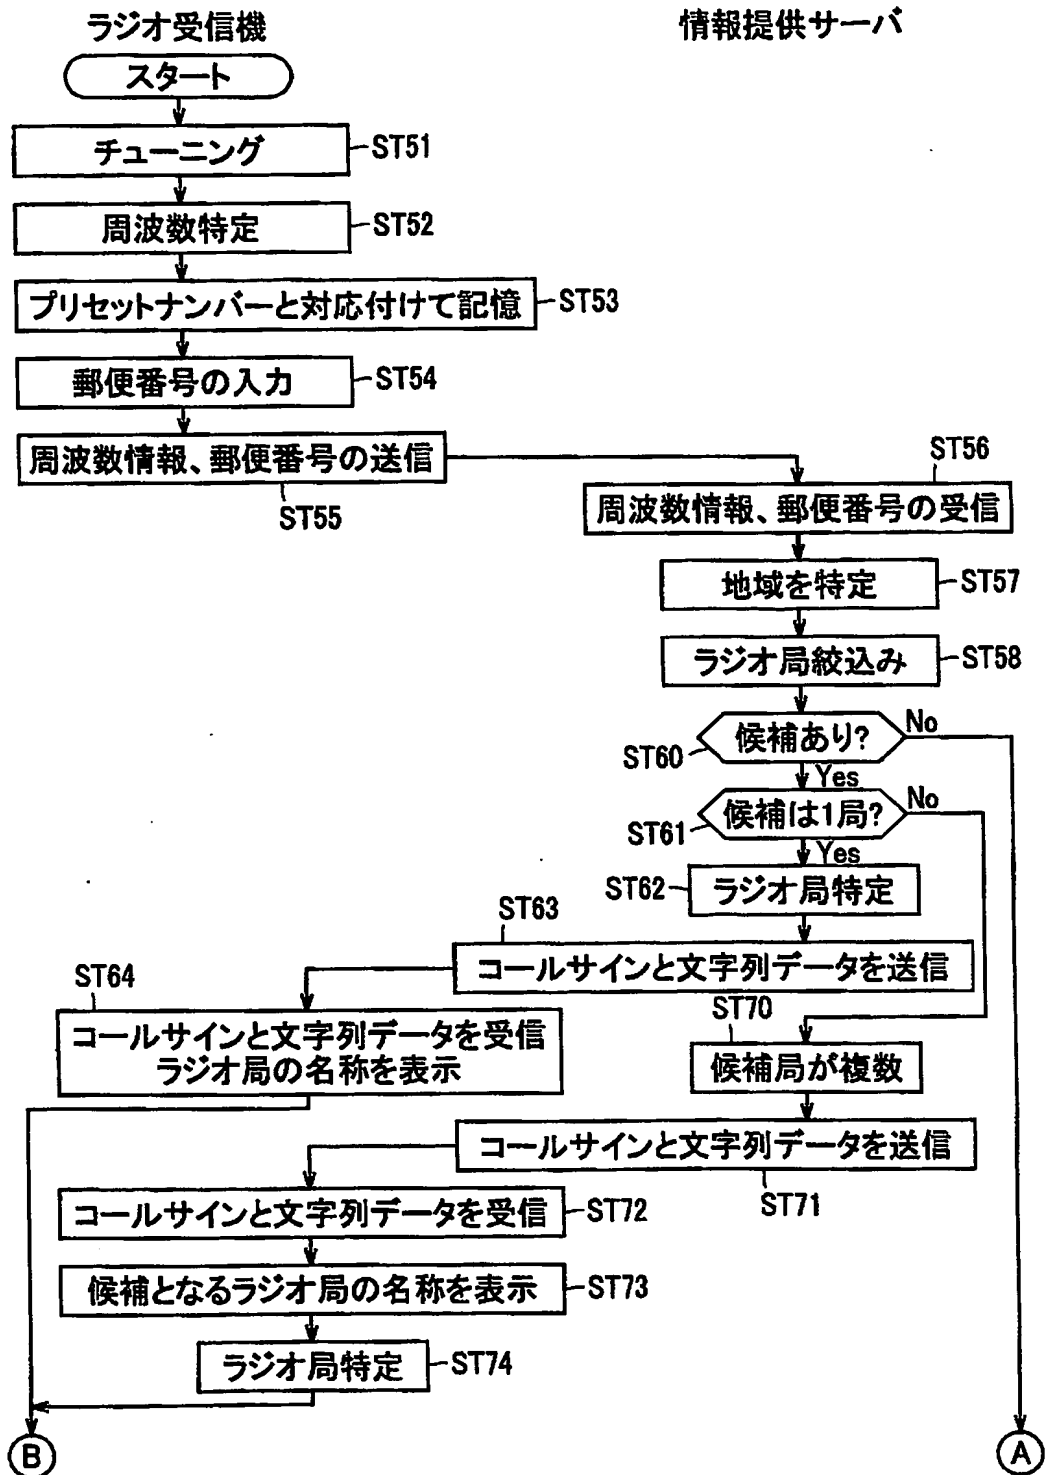 ラジオ受信機
情報提供サーバ
スタート
チューニング
ST51
周波数特定
ST52
プリセットナンバーと対応付けて記憶
ST53
郵便番号の入力
ST54
周波数情報、郵便番号の送信
ST55
ST56
周波数情報、郵便番号の受信
地域を特定
ST57
ラジオ局絞込み
ST58
候補あり?
No
ST60
Yes
候補は1局?
No
ST61
Yes
ST62
ラジオ局特定
ST63
コールサインと文字列データを送信
ST64
コールサインと文字列データを受信
ラジオ局の名称を表示
ST70
候補局が複数
コールサインと文字列データを送信
ST71
コールサインと文字列データを受信
ST72
候補となるラジオ局の名称を表示
ST73
ラジオ局特定
ST74
B
A